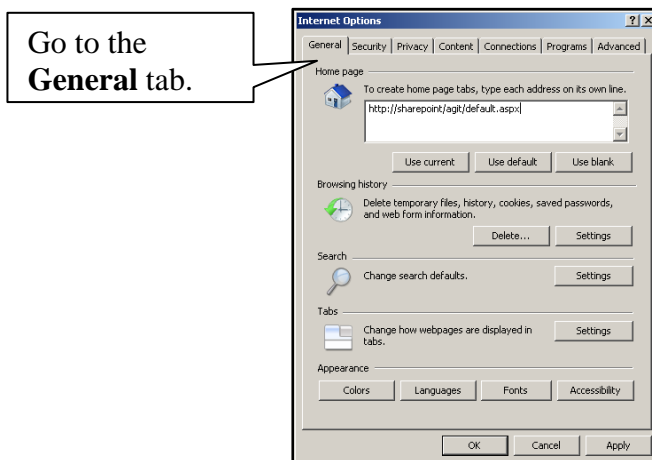 Go to the
General tab.
Internet Options
General Security Privacy Content Connections Programs Advanced
Home page
To create home page tabs, type each address on its own line.
http://sharepoint/agit/default.aspx
Use current Use default Use blank
Browsing history
Delete temporary files, history, cookies, saved passwords,
and web form information.
Delete... Settings
Search
Change search defaults. Settings
Tabs
Change how webpages are displayed in
tabs.
Settings
Appearance
Colors Languages Fonts Accessibility
OK Cancel Apply